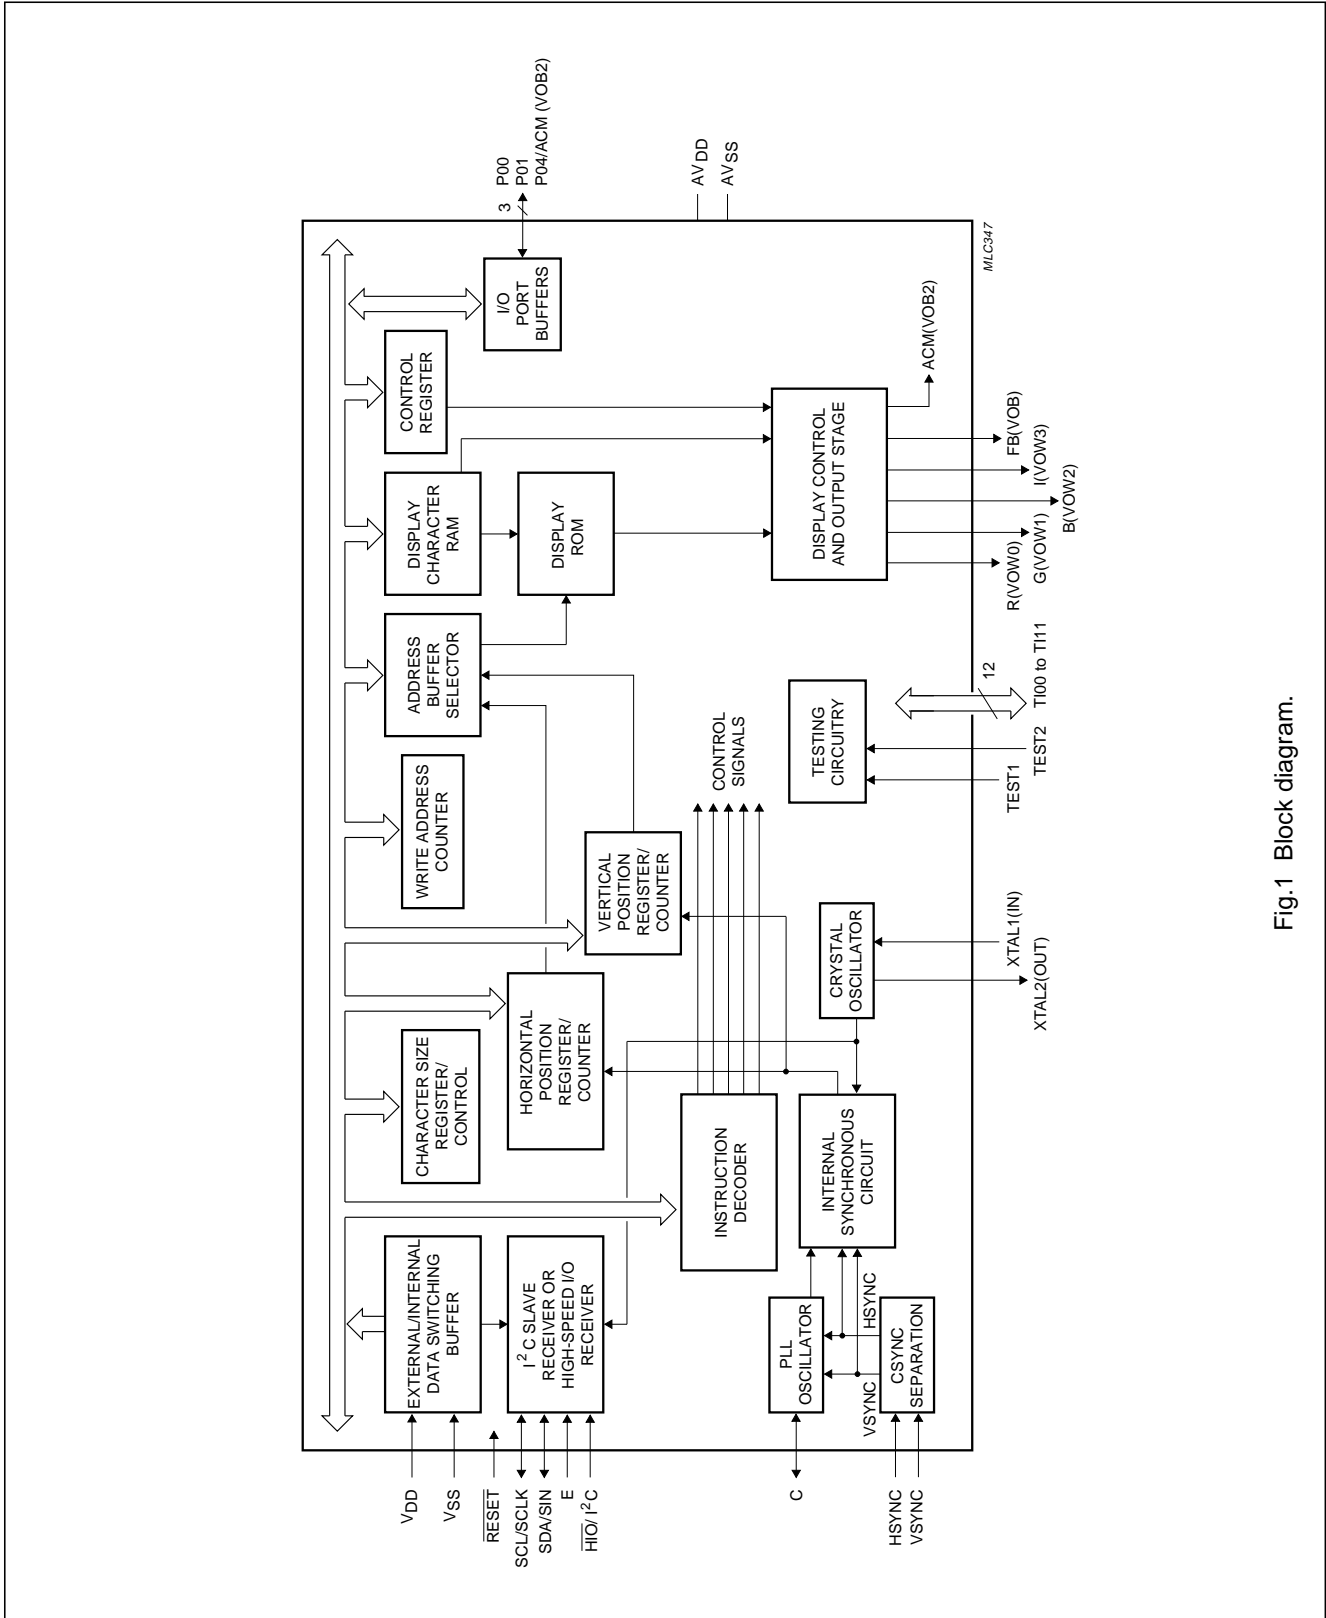 P00
P01
P04/ACM (VOB2)
3
AVDD
AVSS
I/O
PORT
BUFFERS
CONTROL
REGISTER
DISPLAY
CHARACTER
RAM
DISPLAY
ROM
ADDRESS
BUFFER
SELECTOR
WRITE ADDRESS
COUNTER
VERTICAL
POSITION
REGISTER/
COUNTER
CHARACTER SIZE
REGISTER/
CONTROL
HORIZONTAL
POSITION
REGISTER/
COUNTER
EXTERNAL/INTERNAL
DATA SWITCHING
BUFFER
I2C SLAVE
RECEIVER OR
HIGH-SPEED I/O
RECEIVER
INSTRUCTION
DECODER
CONTROL
SIGNALS
DISPLAY CONTROL
AND OUTPUT STAGE
TESTING
CIRCUITRY
CRYSTAL
OSCILLATOR
INTERNAL
SYNCHRONOUS
CIRCUIT
PLL
OSCILLATOR
HSYNC
VSYNC
CSYNC
SEPARATION
VDD
VSS
RESET
SCL/SCLK
SDA/SIN
E
HIO/ I2C
C
HSYNC
VSYNC
XTAL1(IN)
XTAL2(OUT)
TEST1
TEST2
12
TI00 to TI11
R(VOW0)
G(VOW1)
B(VOW2)
I(VOW3)
FB(VOB)
ACM(VOB2)
MLC347
Fig.1 Block diagram.